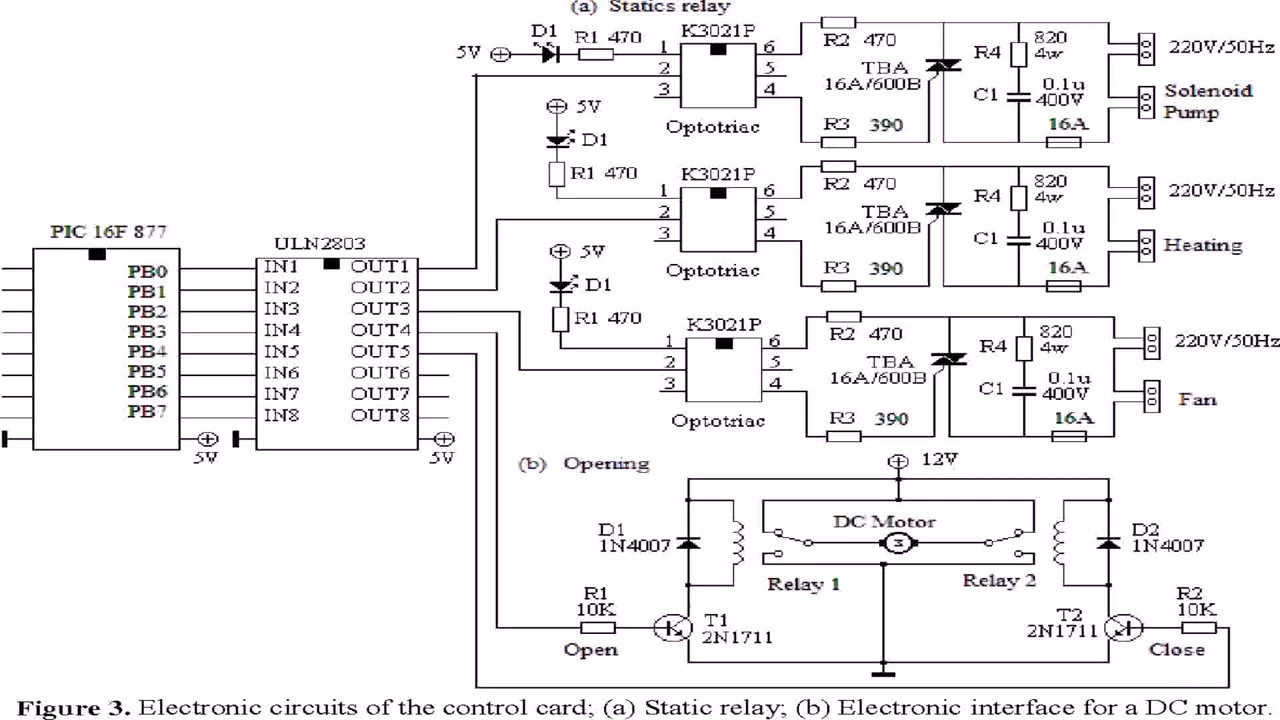 (a) Statics relay
D1
R1 470
5V
1
2
3
K3021P
6
5
4
Optotriac
R2 470
TBA
16A/600B
R3 390
R4
820
4w
C1
0.1u
400V
16A
220V/50Hz
Solenoid
Pump
5V
D1
R1 470
1
2
3
K3021P
6
5
4
Optotriac
R2 470
TBA
16A/600B
R3 390
R4
820
4w
C1
0.1u
400V
16A
220V/50Hz
Heating
5V
D1
R1 470
1
2
3
K3021P
6
5
4
Optotriac
R2 470
TBA
16A/600B
R3 390
R4
820
4w
C1
0.1u
400V
16A
220V/50Hz
Fan
PIC 16F 877
PB0
PB1
PB2
PB3
PB4
PB5
PB6
PB7
5V
ULN2803
IN1 OUT1
IN2 OUT2
IN3 OUT3
IN4 OUT4
IN5 OUT5
IN6 OUT6
IN7 OUT7
IN8 OUT8
5V
(b) Opening
12V
D1
1N4007
DC Motor
Relay 1
Relay 2
D2
1N4007
R1
10K
Open
T1
2N1711
T2
2N1711
R2
10K
Close
Figure 3. Electronic circuits of the control card; (a) Static relay; (b) Electronic interface for a DC motor.